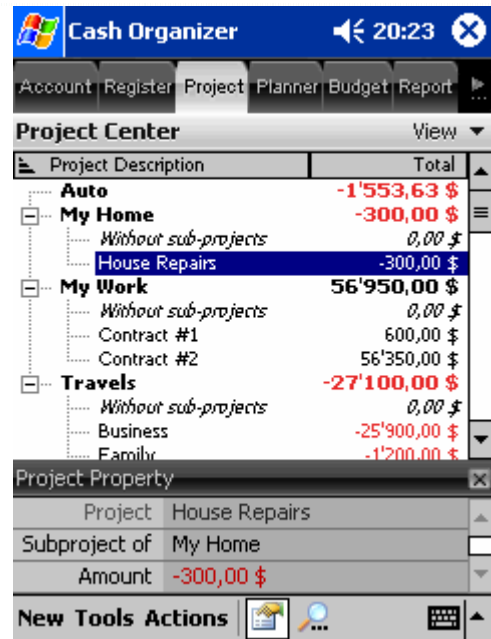 Cash Organizer 20:23
Account Register Project Planner Budget Report
Project Center View
Project Description Total
Auto -1'553,63 $
My Home -300,00 $
Without sub-projects 0,00 $
House Repairs -300,00 $
My Work 56'950,00 $
Without sub-projects 0,00 $
Contract #1 600,00 $
Contract #2 56'350,00 $
Travels -27'100,00 $
Without sub-projects 0,00 $
Business -25'900,00 $
Family -1'200,00 $
Project Property
Project House Repairs
Subproject of My Home
Amount -300,00 $
New Tools Actions